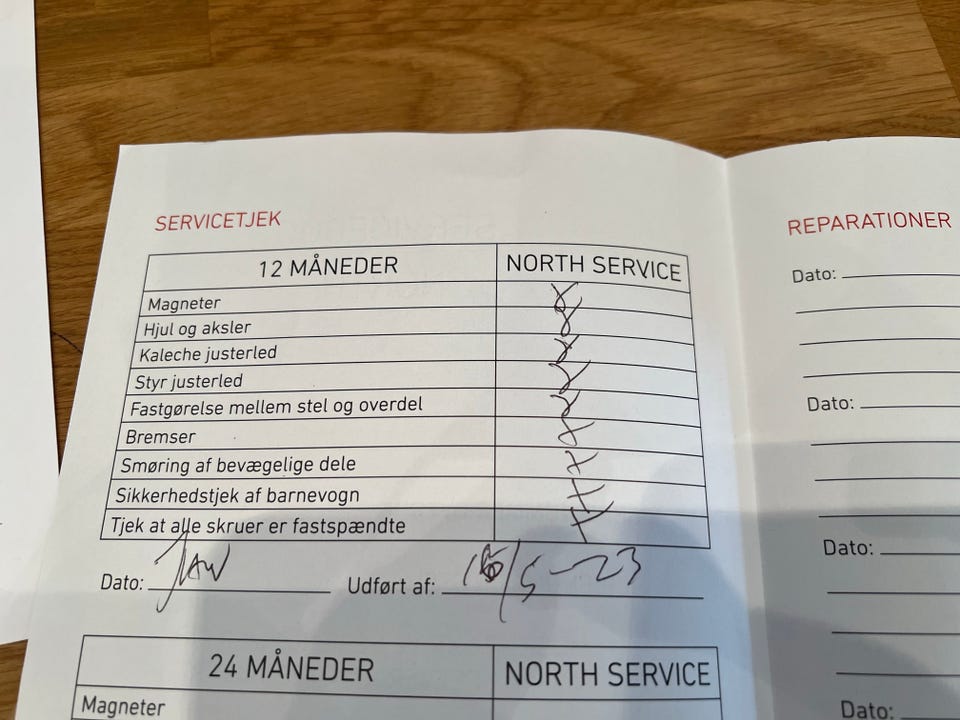 SERVICETJEK
12 MÅNEDER NORTH SERVICE
Magneter X
Hjul og aksler X
Kaleche justerled X
Styr justerled X
Fastgørelse mellem stel og overdel X
Bremser X
Smøring af bevægelige dele X
Sikkerhedstjek af barnevogn X
Tjek at alle skruer er fastspændte X
Dato: Udført af: /5-23
24 MÅNEDER NORTH SERVICE
Magneter
REPARATIONER
Dato:
Dato:
Dato:
Dato: